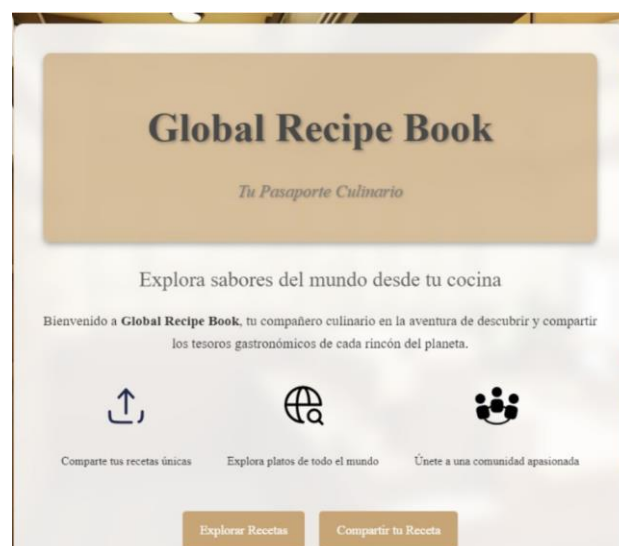 Global Recipe Book
Tu Pasaporte Culinario
Explora sabores del mundo desde tu cocina
Bienvenido a Global Recipe Book, tu compañero culinario en la aventura de descubrir y compartir
los tesoros gastronómicos de cada rincón del planeta.
Comparte tus recetas únicas
Explora platos de todo el mundo
Únete a una comunidad apasionada
Explorar Recetas
Compartir tu Receta